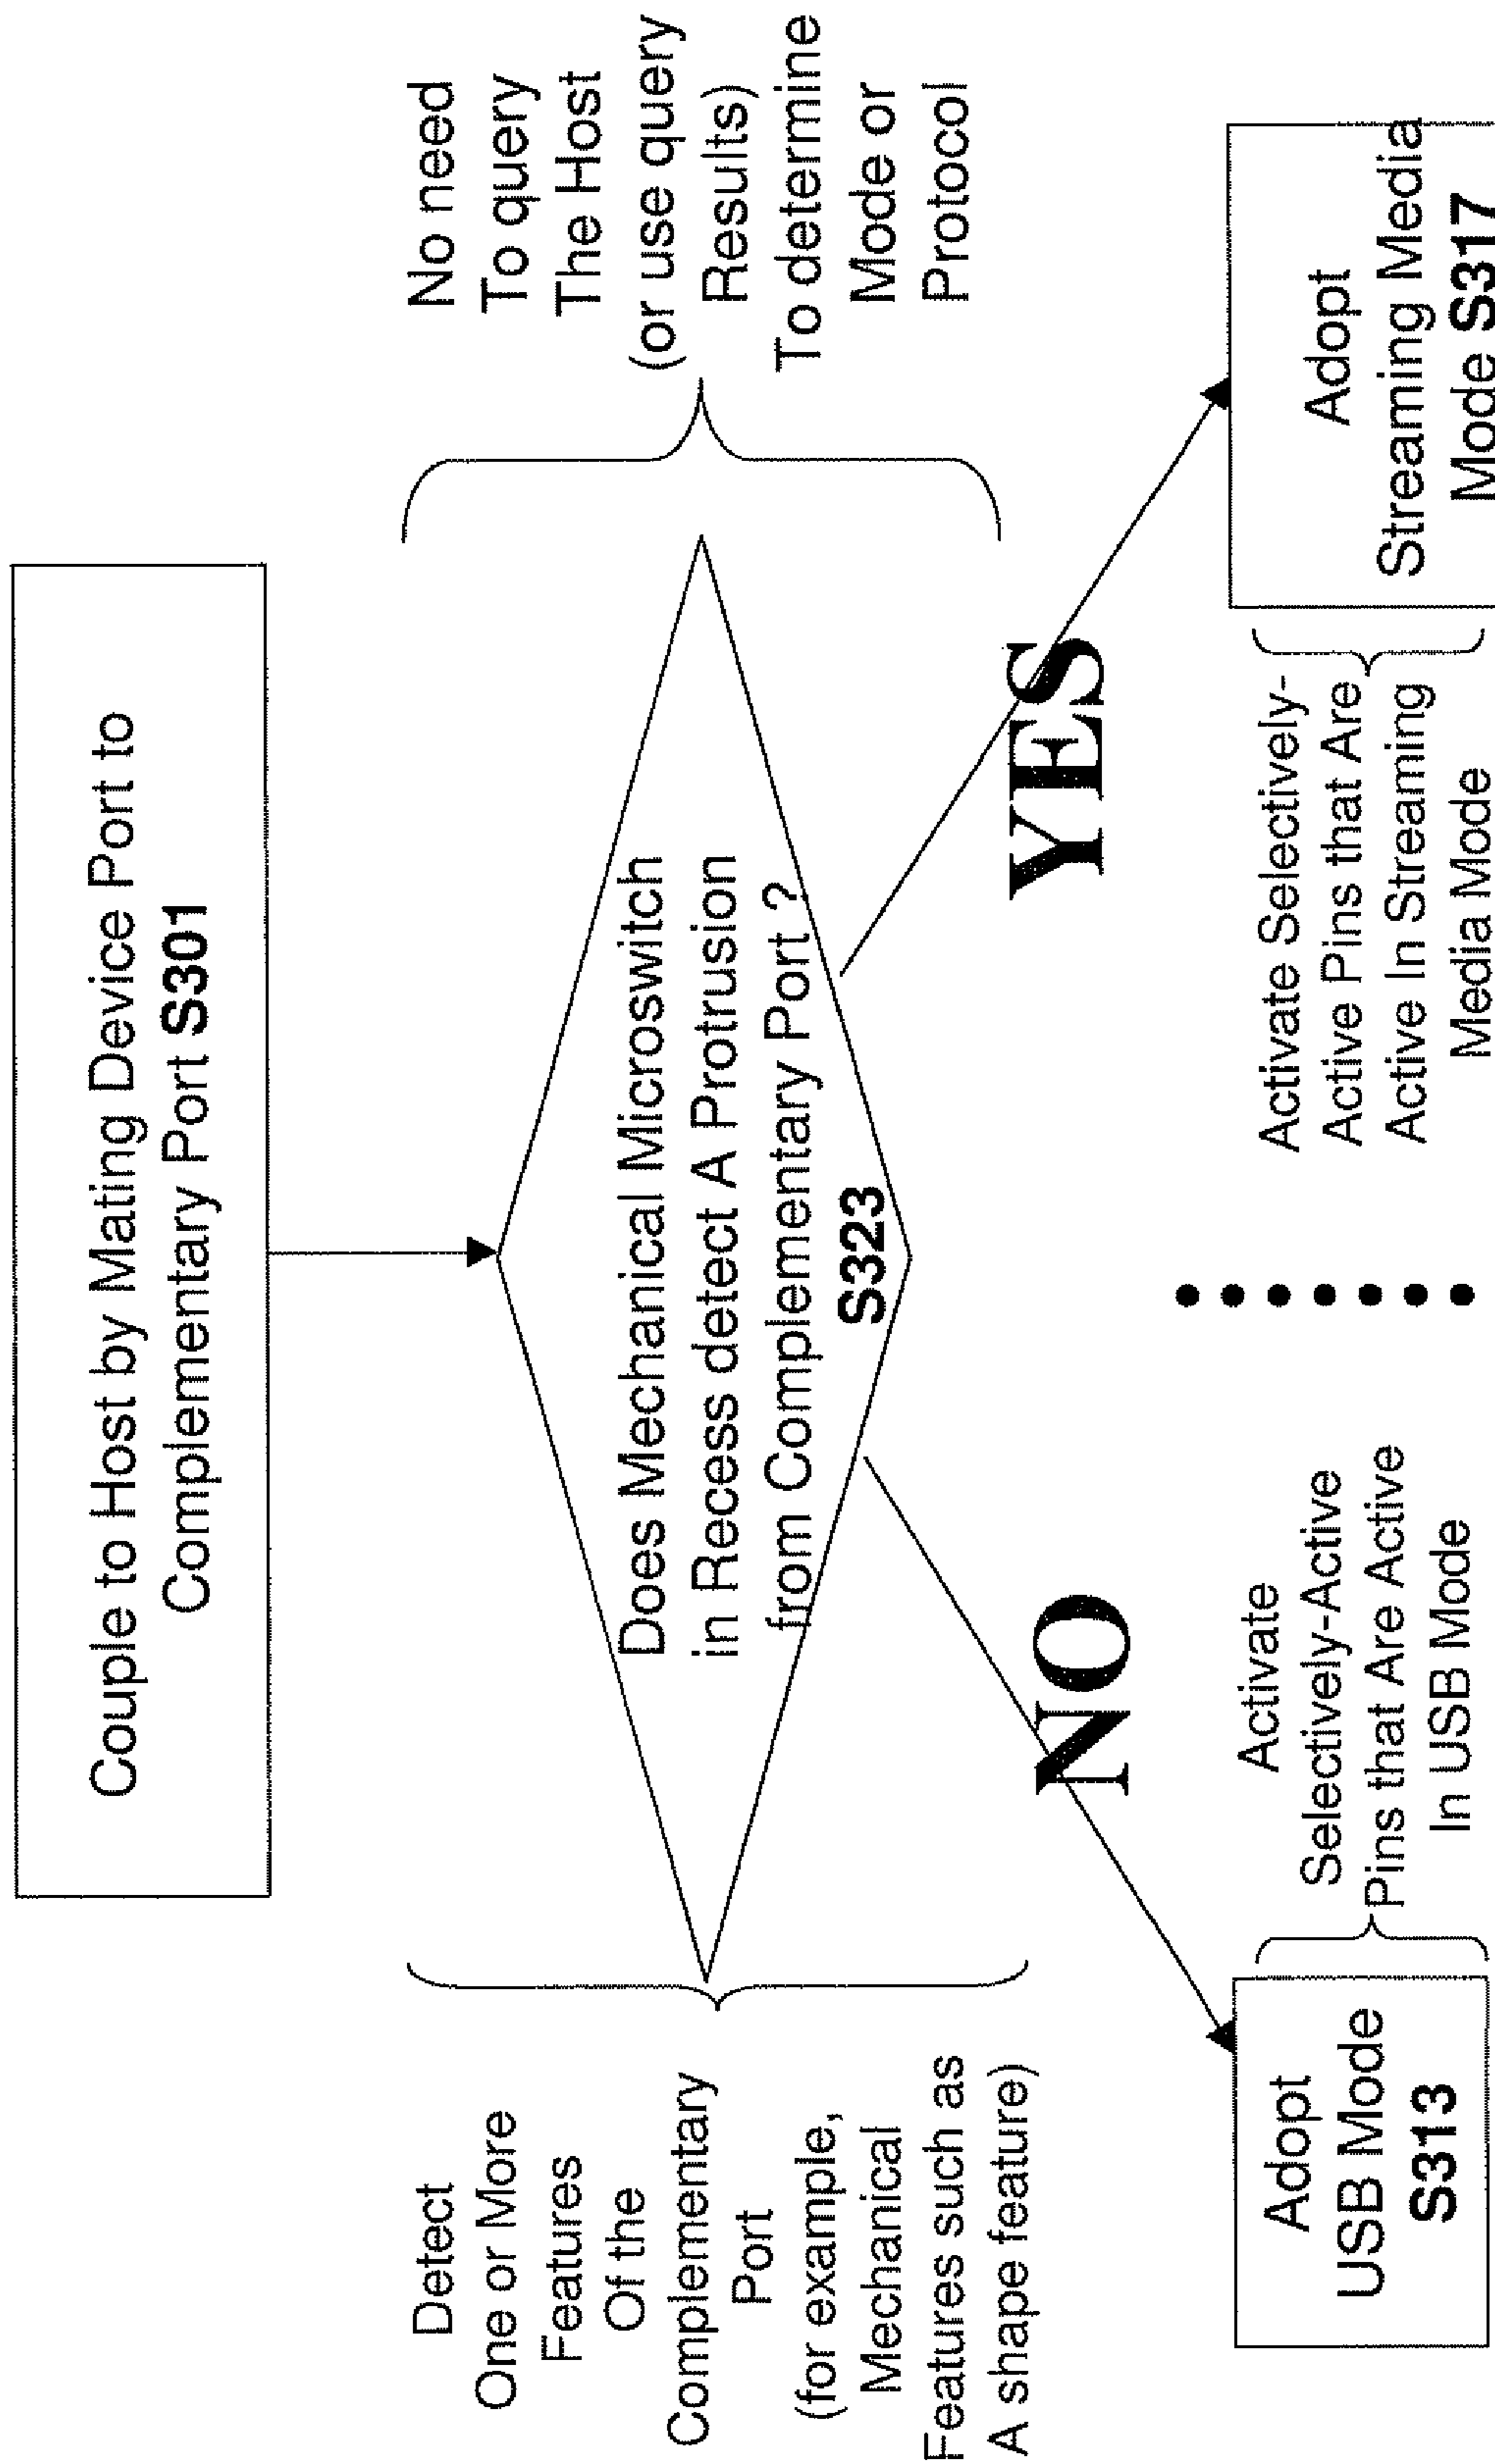 Couple to Host by Mating Device Port to
Complementary Port S301
Detect
One or More
Features
Of the
Complementary
Port
(for example,
Mechanical
Features such as
A shape feature)
Does Mechanical Microswitch
in Recess detect A Protrusion
from Complementary Port ?
S323
No need
To query
The Host
(or use query
Results)
To determine
Mode or
Protocol
NO
YES
Adopt
USB Mode
S313
Activate
Selectively-Active
Pins that Are Active
In USB Mode
Activate Selectively-
Active Pins that Are
Active In Streaming
Media Mode
Adopt
Streaming Media
Mode S317